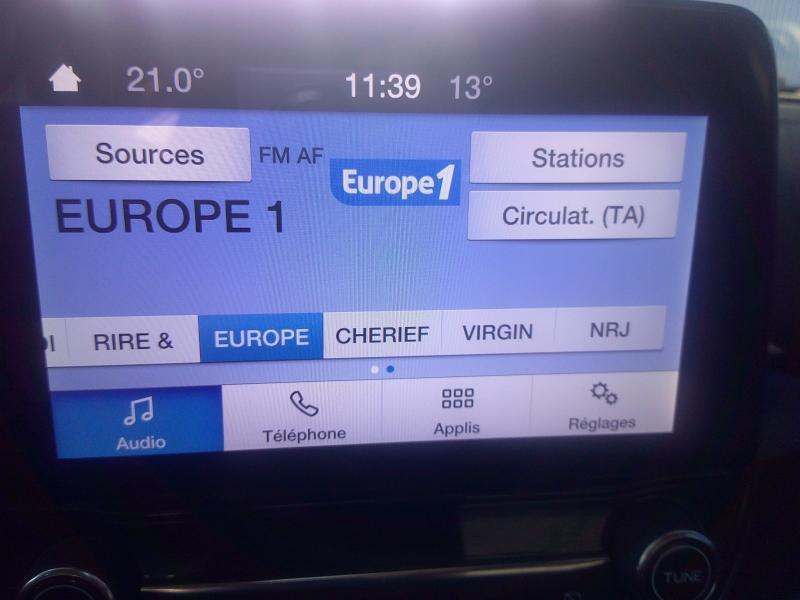 21.0° 11:39 13°
Sources FM AF Europe1 Stations
EUROPE 1 Circulat. (TA)
RIRE & EUROPE CHERIEF VIRGIN NRJ
Audio Téléphone Applis Réglages
TUNE